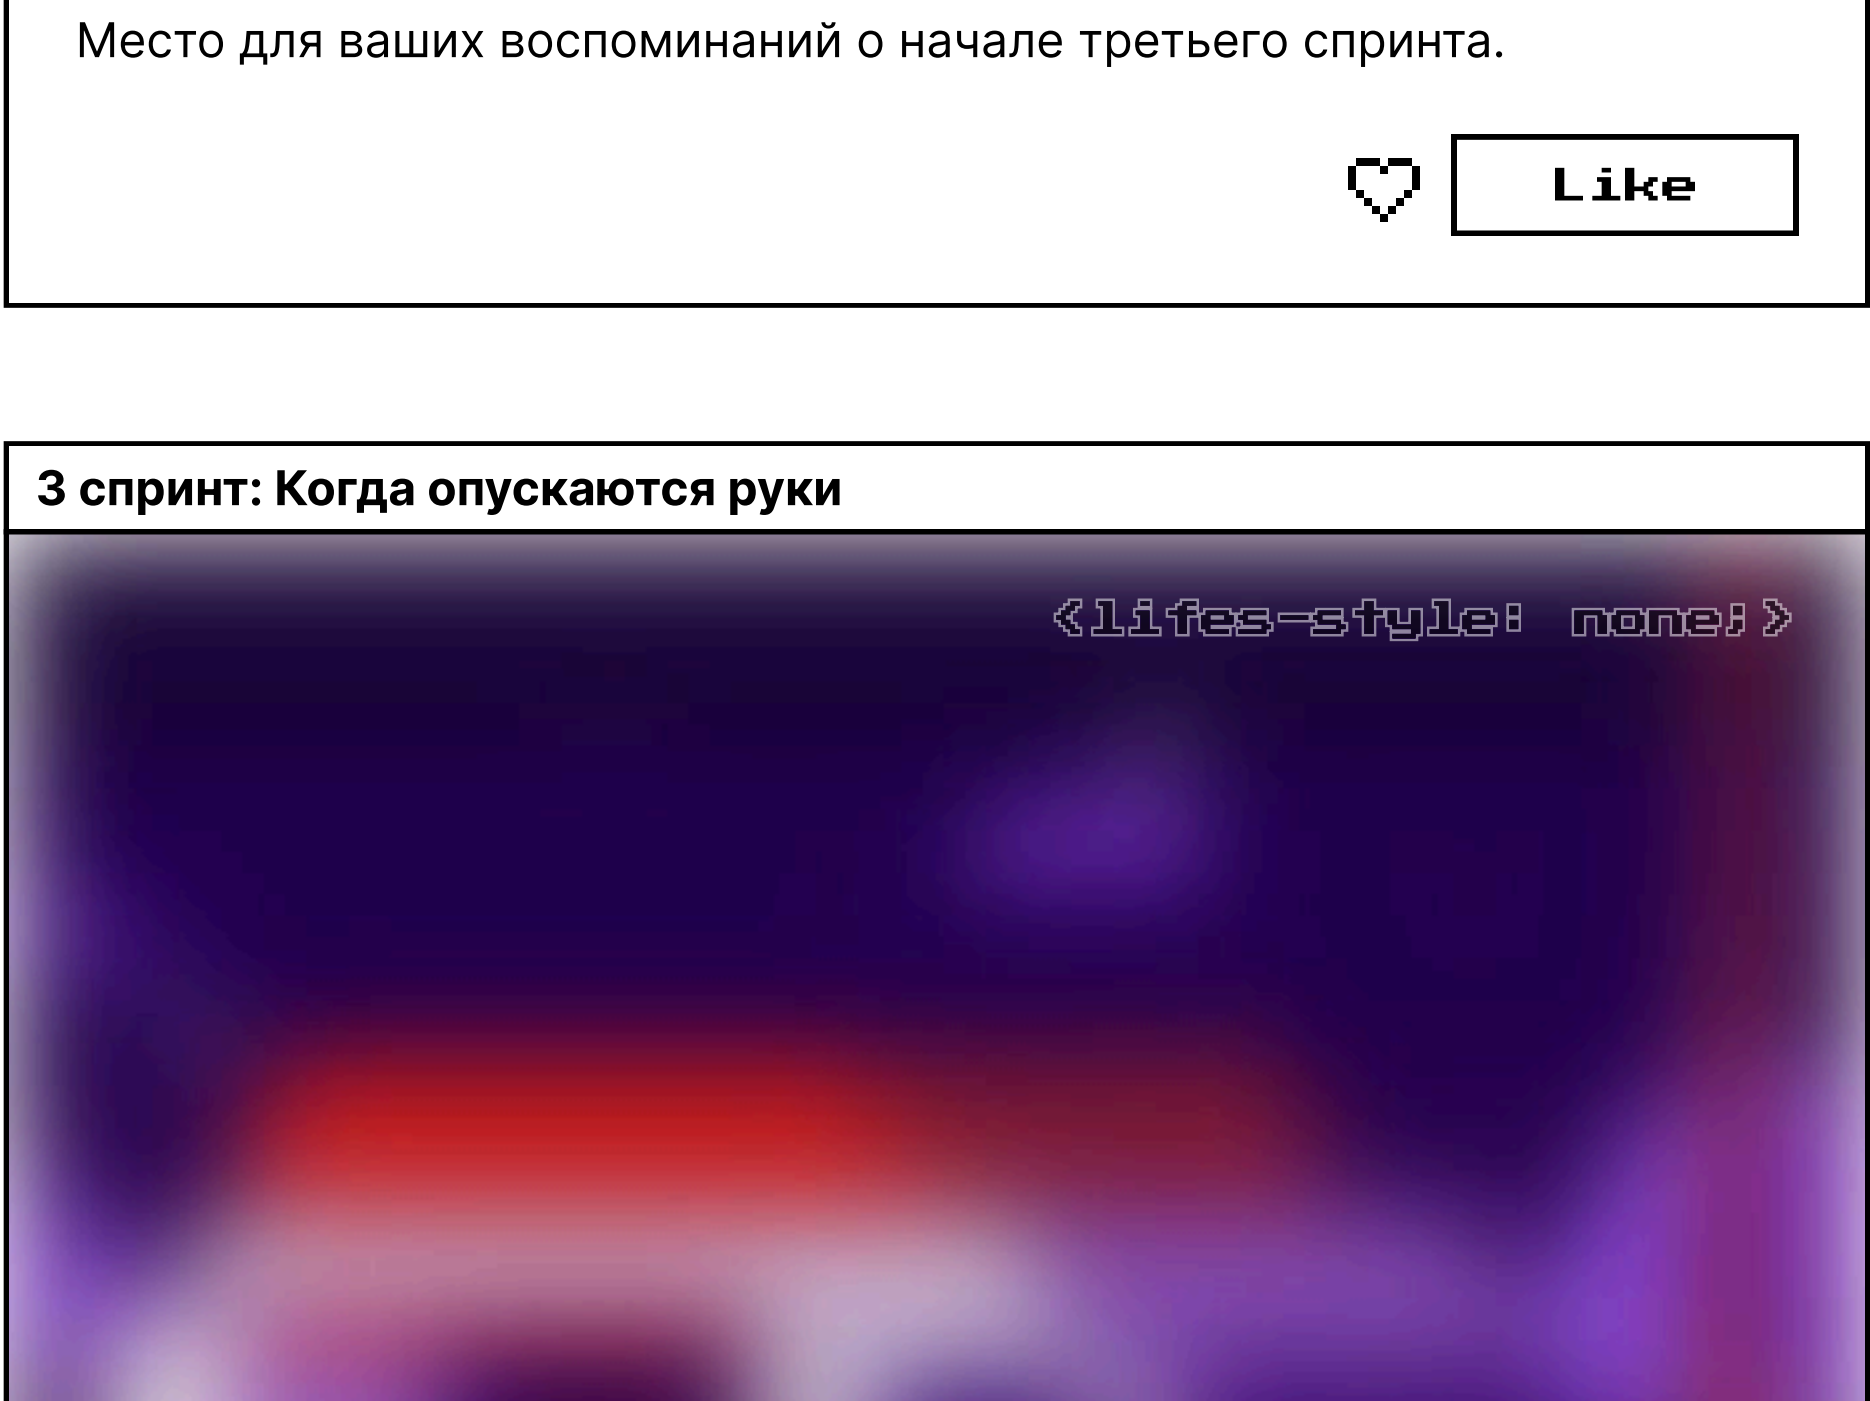 Место для ваших воспоминаний о начале третьего спринта.
Like
3 спринт: Когда опускаются руки
<lifes-style: none;>